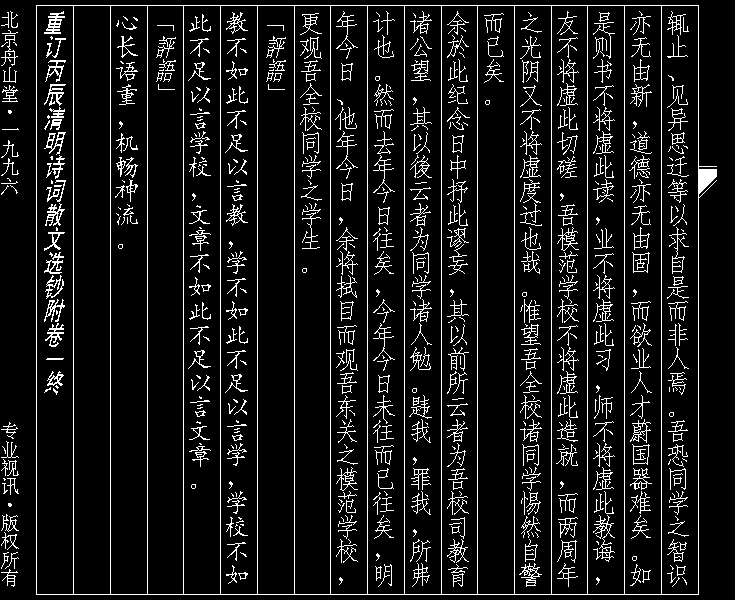 辄止、见异思迁等以求自是而非人焉。吾恐同学之智识
亦无由新，道德亦无由固，而欲业人才蔚国器难矣。如
是则书不将虚此读，业不将虚此习，师不将虚此教诲，
友不将虚此切磋，吾模范学校不将虚此造就，而两周年
之光阴又不将虚度过也哉。惟望吾全校诸同学惕然自警
而已矣。
余於此纪念日中抒此谬妄，其以前所云者为吾校司教育
诸公望，其以後云者为同学诸人勉。韪我，罪我，所弗
计也。然而去年今日往矣，今年今日未往而已往矣，明
年今日、他年今日，余将拭目而观吾东关之模范学校，
更观吾全校同学之学生。
「評語」
教不如此不足以言教，学不如此不足以言学，学校不如
此不足以言学校，文章不如此不足以言文章。
「評語」
心长语重，机畅神流。
重订丙辰清明诗词散文选钞附卷一终
北京舟山堂·一九九六
专业视讯·版权所有